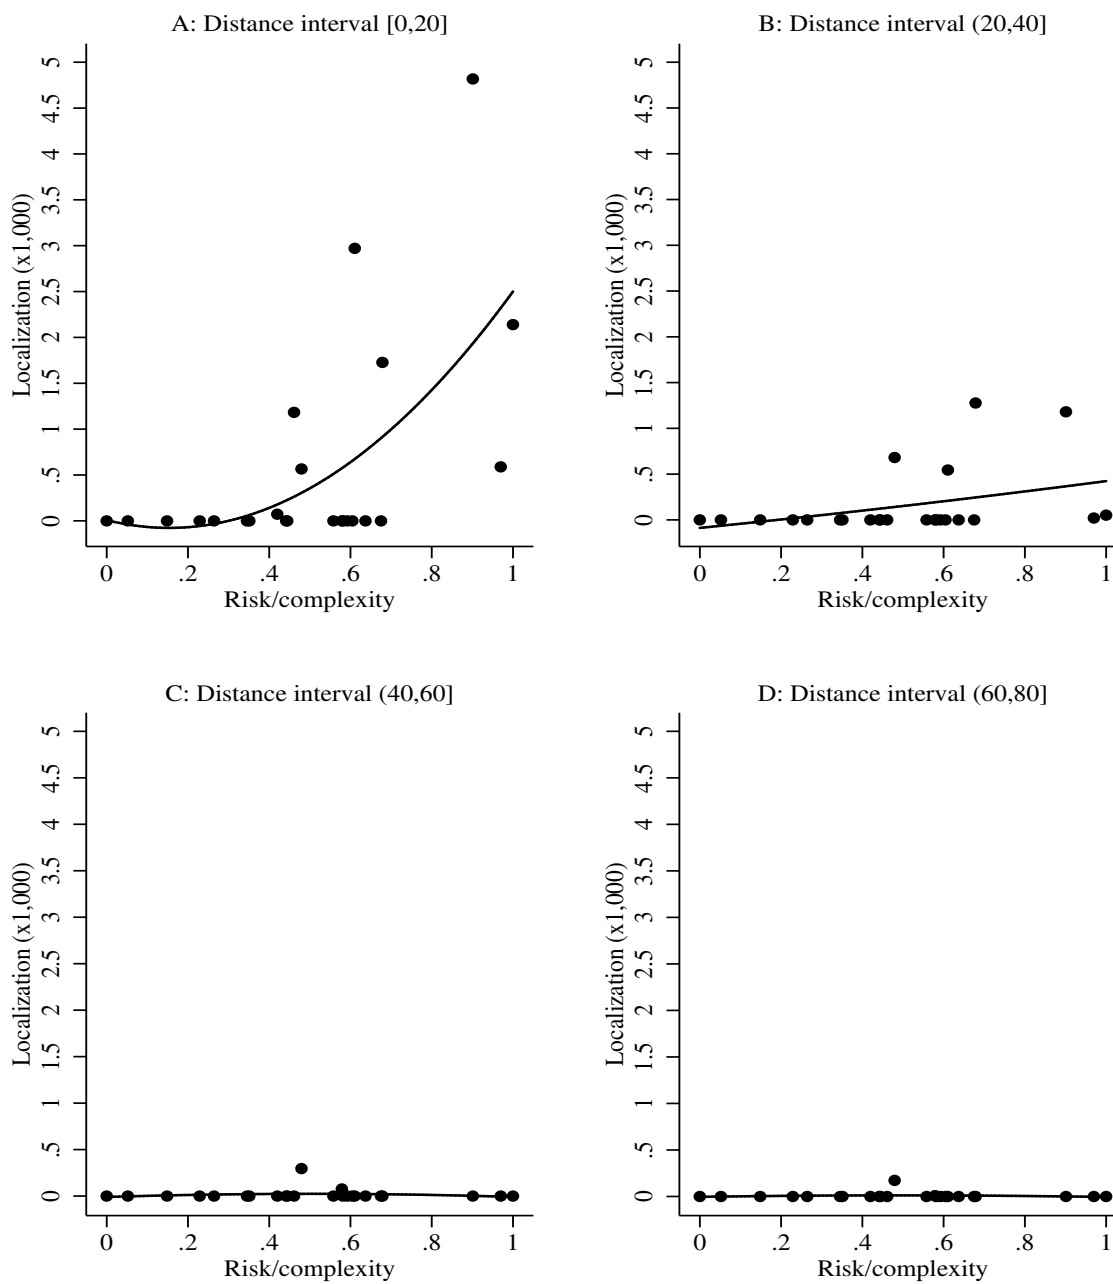 A: Distance interval [0,20]
Localization (x1,000)
5
4.5
4
3.5
3
2.5
2
1.5
1
.5
0
0 .2 .4 .6 .8 1
Risk/complexity
B: Distance interval (20,40]
Localization (x1,000)
5
4.5
4
3.5
3
2.5
2
1.5
1
.5
0
0 .2 .4 .6 .8 1
Risk/complexity
C: Distance interval (40,60]
Localization (x1,000)
5
4.5
4
3.5
3
2.5
2
1.5
1
.5
0
0 .2 .4 .6 .8 1
Risk/complexity
D: Distance interval (60,80]
Localization (x1,000)
5
4.5
4
3.5
3
2.5
2
1.5
1
.5
0
0 .2 .4 .6 .8 1
Risk/complexity